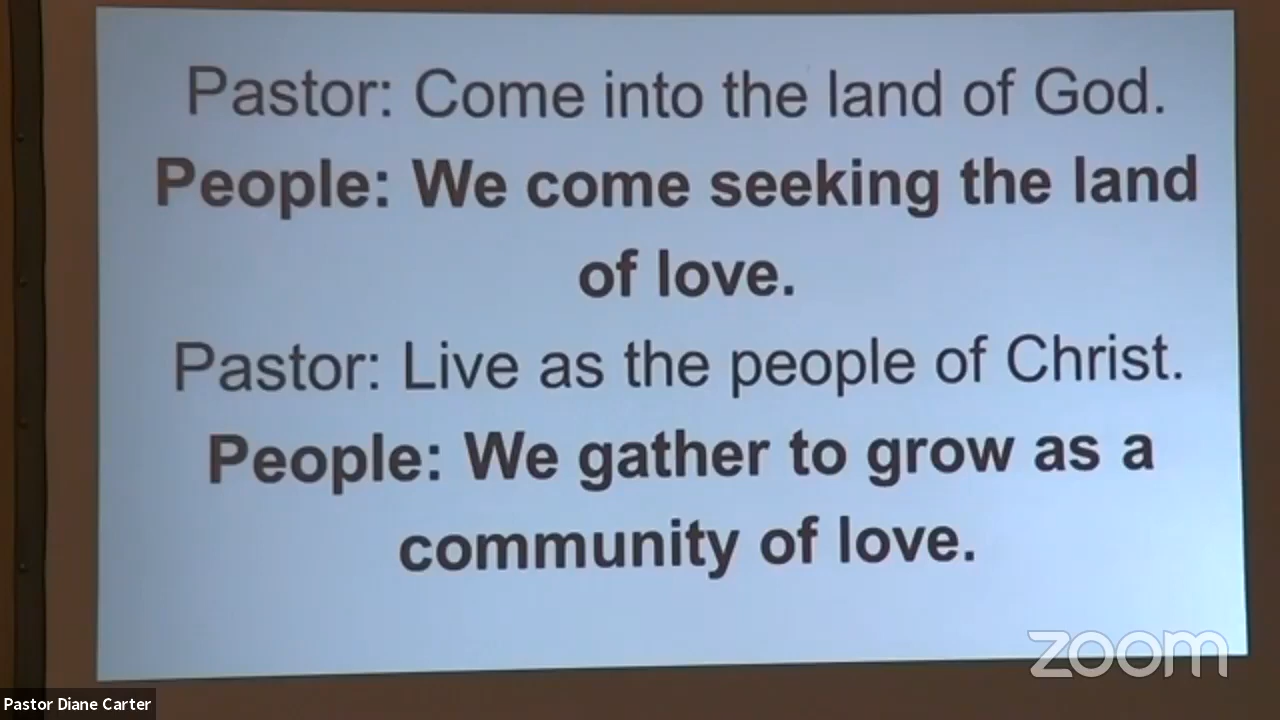 Pastor: Come into the land of God.
People: We come seeking the land
of love.
Pastor: Live as the people of Christ.
People: We gather to grow as a
community of love.
zoom
Pastor Diane Carter